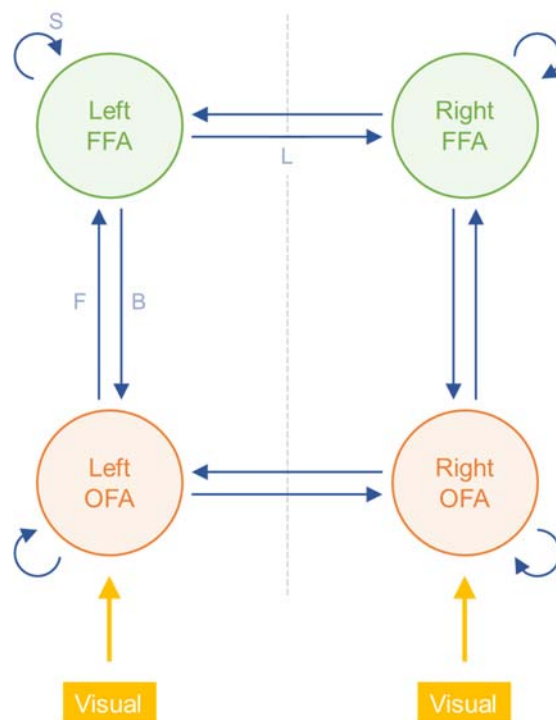 S
Left
FFA
Right
FFA
L
F
B
Left
OFA
Right
OFA
Visual
Visual